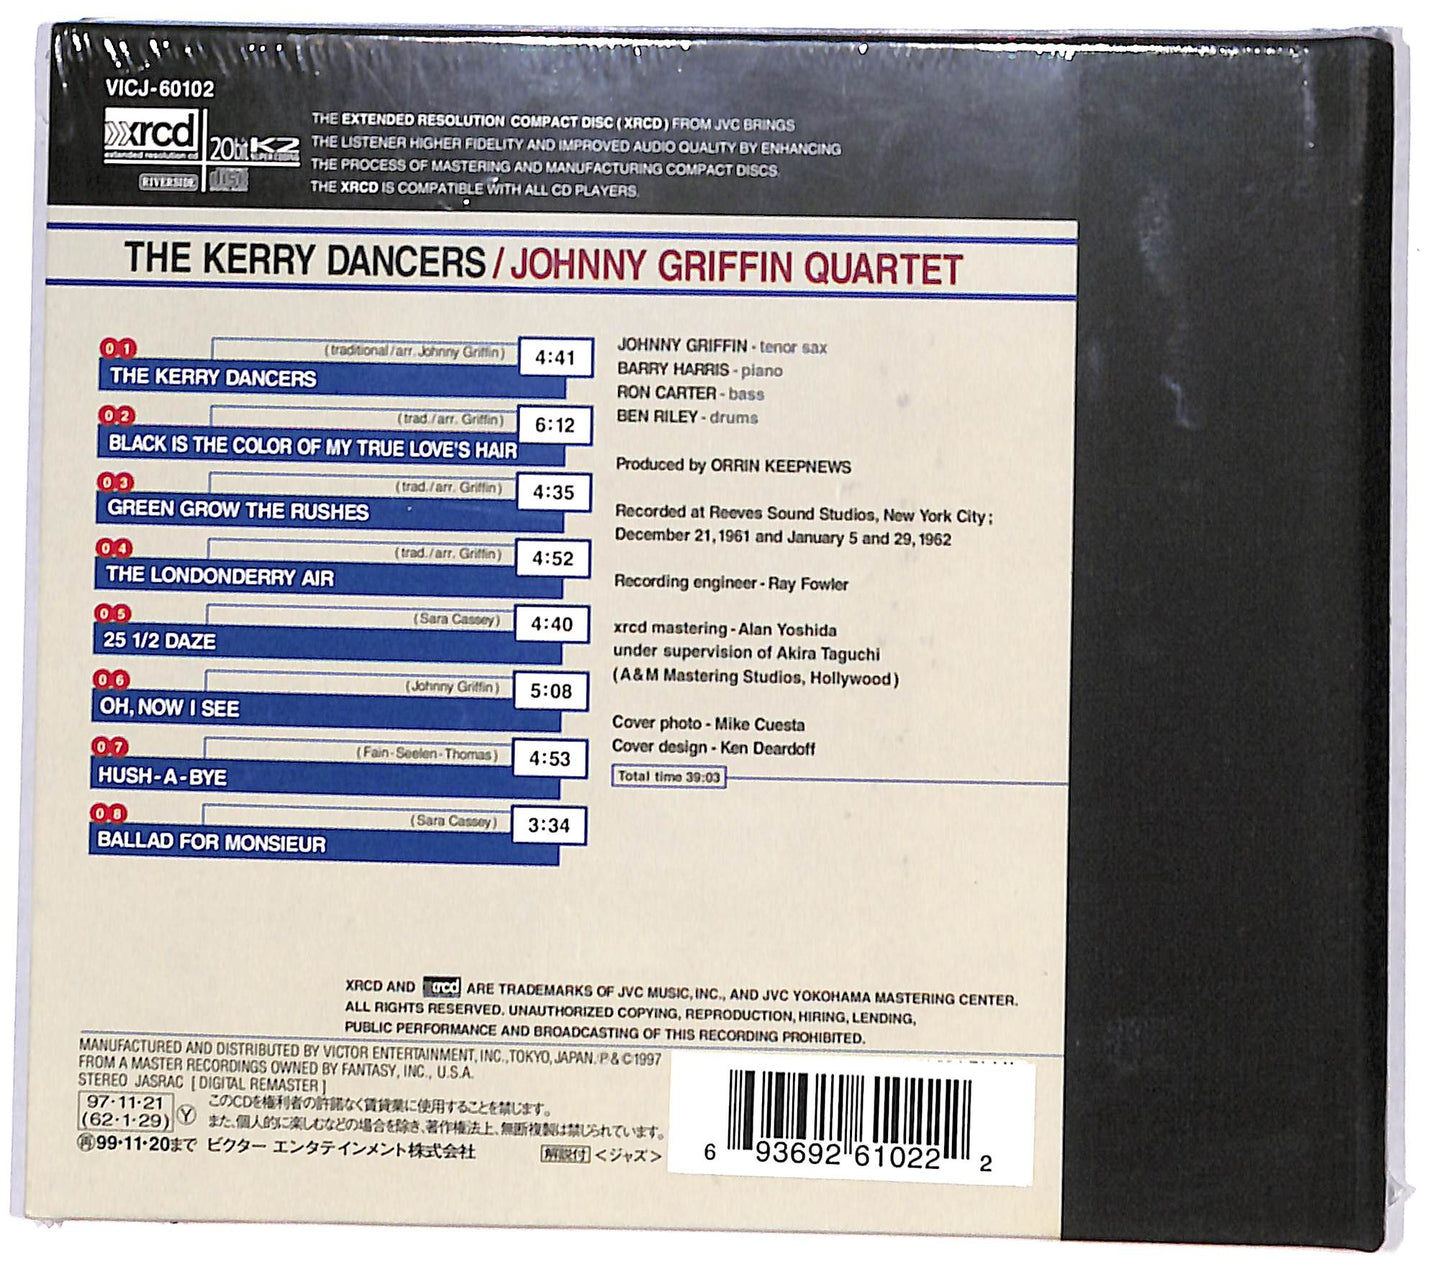 VICJ-60102
xrcd
extended resolution cd
20bit K2
SUPER CODING
RIVERSIDE
THE EXTENDED RESOLUTION COMPACT DISC (XRCD) FROM JVC BRINGS
THE LISTENER HIGHER FIDELITY AND IMPROVED AUDIO QUALITY BY ENHANCING
THE PROCESS OF MASTERING AND MANUFACTURING COMPACT DISCS.
THE XRCD IS COMPATIBLE WITH ALL CD PLAYERS.
THE KERRY DANCERS/JOHNNY GRIFFIN QUARTET
01 (traditional/arr. Johnny Griffin) 4:41
THE KERRY DANCERS
02 (trad./arr. Griffin) 6:12
BLACK IS THE COLOR OF MY TRUE LOVE'S HAIR
03 (trad./arr. Griffin) 4:35
GREEN GROW THE RUSHES
04 (trad./arr. Griffin) 4:52
THE LONDONDERRY AIR
05 (Sara Cassey) 4:40
25 1/2 DAZE
06 (Johnny Griffin) 5:08
OH, NOW I SEE
07 (Fain-Seelen-Thomas) 4:53
HUSH-A-BYE
08 (Sara Cassey) 3:34
BALLAD FOR MONSIEUR
JOHNNY GRIFFIN - tenor sax
BARRY HARRIS - piano
RON CARTER - bass
BEN RILEY - drums
Produced by ORRIN KEEPNEWS
Recorded at Reeves Sound Studios, New York City;
December 21, 1961 and January 5 and 29, 1962
Recording engineer - Ray Fowler
xrcd mastering - Alan Yoshida
under supervision of Akira Taguchi
(A&M Mastering Studios, Hollywood)
Cover photo - Mike Cuesta
Cover design - Ken Deardoff
Total time 39:03
XRCD AND xrcd ARE TRADEMARKS OF JVC MUSIC, INC., AND JVC YOKOHAMA MASTERING CENTER.
ALL RIGHTS RESERVED. UNAUTHORIZED COPYING, REPRODUCTION, HIRING, LENDING,
PUBLIC PERFORMANCE AND BROADCASTING OF THIS RECORDING PROHIBITED.
MANUFACTURED AND DISTRIBUTED BY VICTOR ENTERTAINMENT, INC., TOKYO, JAPAN. ℗ & © 1997
FROM A MASTER RECORDINGS OWNED BY FANTASY, INC., U.S.A.
STEREO JASRAC [DIGITAL REMASTER]
97·11·21
(62·1·29) Ⓨ
このCDを権利者の許諾なく賃貸業に使用することを禁じます。
また、個人的に楽しむなどの場合を除き、著作権法上、無断複製は禁じられています。
再99·11·20まで ビクター エンタテインメント株式会社 解説付 <ジャズ>
6 93692 61022 2